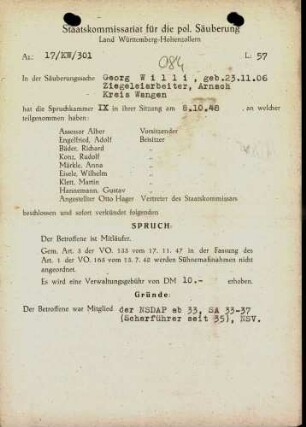 Staatskommissariat für die pol. Säuberung
Land Württemberg-Hohenzollern
084
Az.: 17/KW/301 L: 57
In der Säuberungssache Georg Willi, geb.23.11.06
Ziegeleiarbeiter, Arnach
Kreis Wangen
hat die Spruchkammer IX in ihrer Sitzung am 8.10.48 , an welcher
teilgenommen haben:
Assessor Alber Vorsitzender
Engelfried, Adolf Beisitzer
Bäder, Richard "
Konz, Rudolf "
Märkle, Anna "
Eisele, Wilhelm "
Klett, Martin "
Hennemann, Gustav "
Angestellter Otto Hager Vertreter des Staatskommissars
beschlossen und sofort verkündet folgenden
SPRUCH:
Der Betroffene ist Mitläufer.
Gem. Art. 3 der VO. 133 vom 17. 11. 47 in der Fassung des
Art. 1 der VO. 165 vom 13. 7. 48 werden Sühnemaßnahmen nicht
angeordnet.
Es wird eine Verwaltungsgebühr von DM 10.- erhoben.
Gründe:
Der Betroffene war Mitglied der NSDAP ab 33, SA 33-37
(Scharführer seit 35), NSV.